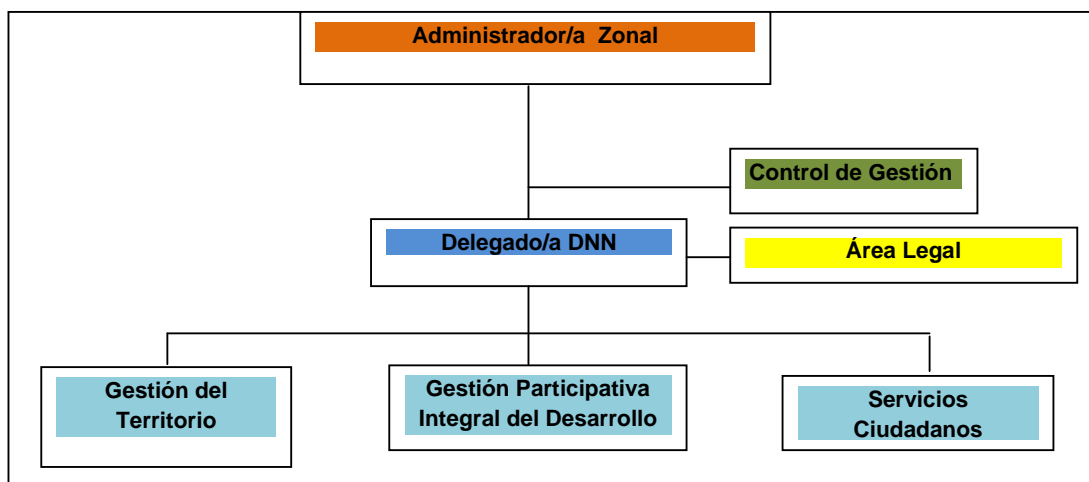 Administrador/a Zonal
Control de Gestión
Delegado/a DNN
Área Legal
Gestión del
Territorio
Gestión Participativa
Integral del Desarrollo
Servicios
Ciudadanos